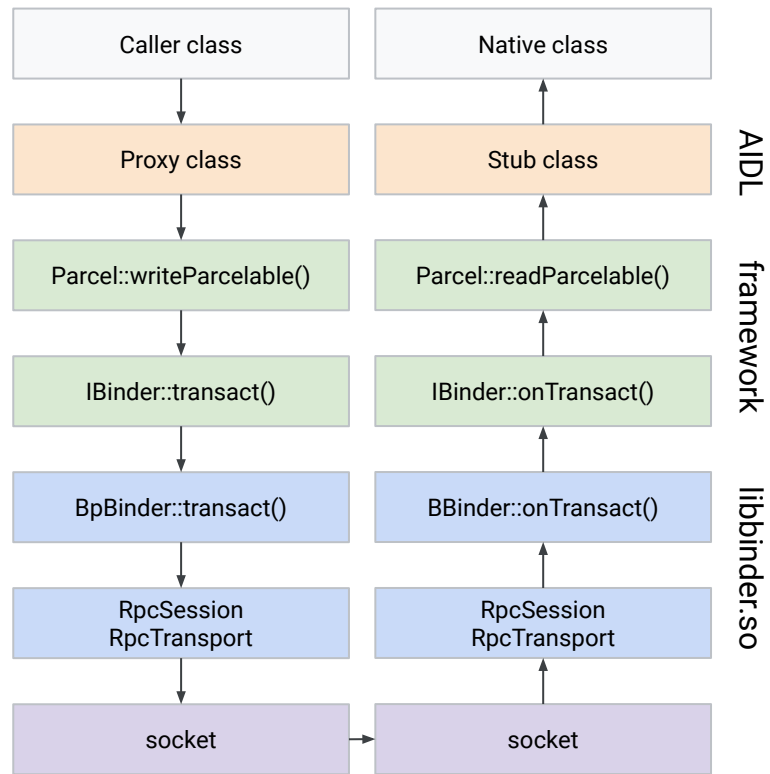 Caller class
Native class
Proxy class
Stub class
AIDL
Parcel::writeParcelable()
Parcel::readParcelable()
framework
IBinder::transact()
IBinder::onTransact()
BpBinder::transact()
BBinder::onTransact()
libbinder.so
RpcSession
RpcTransport
RpcSession
RpcTransport
socket
socket